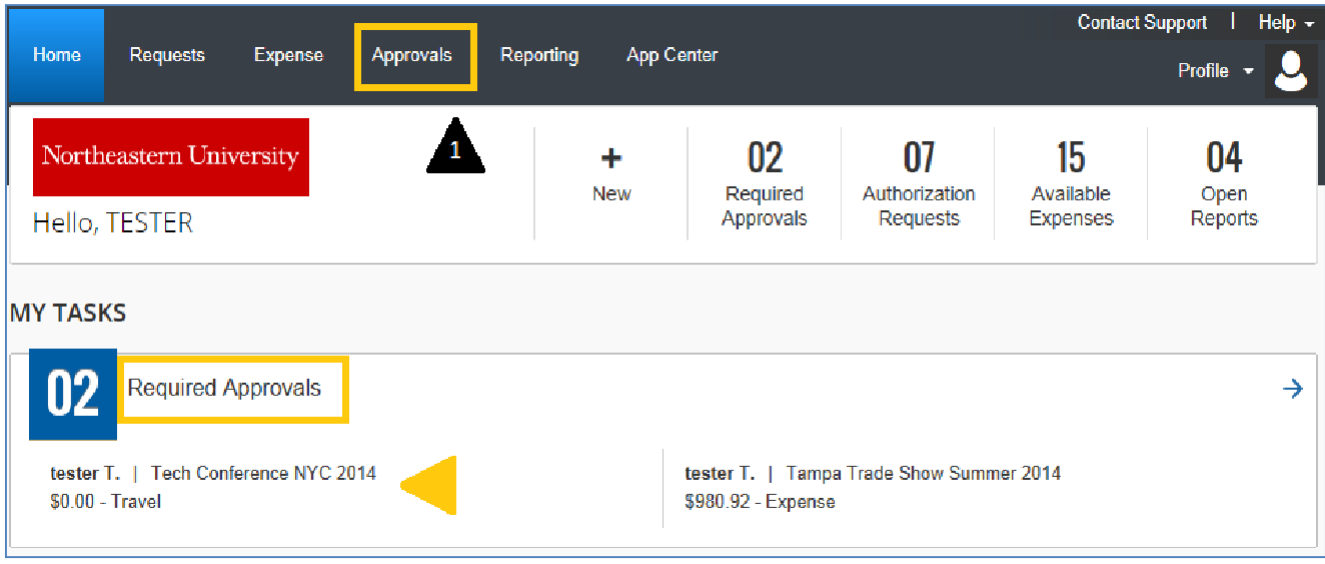 Contact Support | Help
Home Requests Expense Approvals Reporting App Center
Profile
Northeastern University
Hello, TESTER
1
+ 02 07 15 04
New Required Authorization Available Open
Approvals Requests Expenses Reports
MY TASKS
02 Required Approvals
tester T. | Tech Conference NYC 2014
$0.00 - Travel
tester T. | Tampa Trade Show Summer 2014
$980.92 - Expense